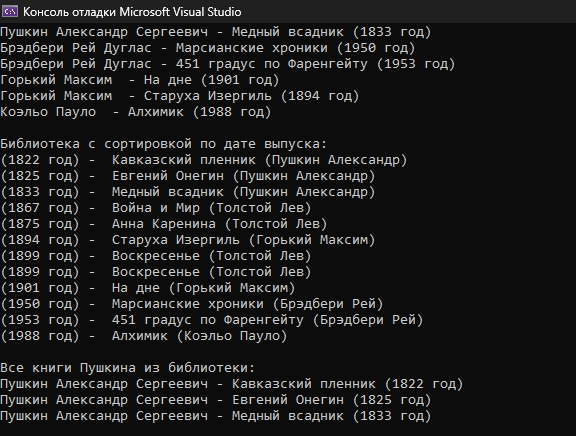 Консоль отладки Microsoft Visual Studio
Пушкин Александр Сергеевич - Медный всадник (1833 год)
Брэдбери Рей Дуглас - Марсианские хроники (1950 год)
Брэдбери Рей Дуглас - 451 градус по Фаренгейту (1953 год)
Горький Максим  - На дне (1901 год)
Горький Максим  - Старуха Изергиль (1894 год)
Коэльо Пауло  - Алхимик (1988 год)

Библиотека с сортировкой по дате выпуска:
(1822 год) -  Кавказский пленник (Пушкин Александр)
(1825 год) -  Евгений Онегин (Пушкин Александр)
(1833 год) -  Медный всадник (Пушкин Александр)
(1867 год) -  Война и Мир (Толстой Лев)
(1875 год) -  Анна Каренина (Толстой Лев)
(1894 год) -  Старуха Изергиль (Горький Максим)
(1899 год) -  Воскресенье (Толстой Лев)
(1899 год) -  Воскресенье (Толстой Лев)
(1901 год) -  На дне (Горький Максим)
(1950 год) -  Марсианские хроники (Брэдбери Рей)
(1953 год) -  451 градус по Фаренгейту (Брэдбери Рей)
(1988 год) -  Алхимик (Коэльо Пауло)

Все книги Пушкина из библиотеки:
Пушкин Александр Сергеевич - Кавказский пленник (1822 год)
Пушкин Александр Сергеевич - Евгений Онегин (1825 год)
Пушкин Александр Сергеевич - Медный всадник (1833 год)